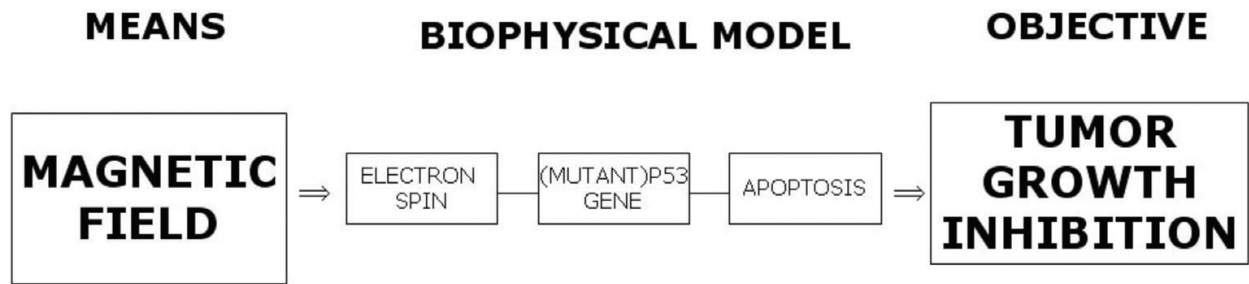 MEANS
BIOPHYSICAL MODEL
OBJECTIVE
MAGNETIC
FIELD
⇒
ELECTRON
SPIN
(MUTANT)P53
GENE
APOPTOSIS
⇒
TUMOR
GROWTH
INHIBITION